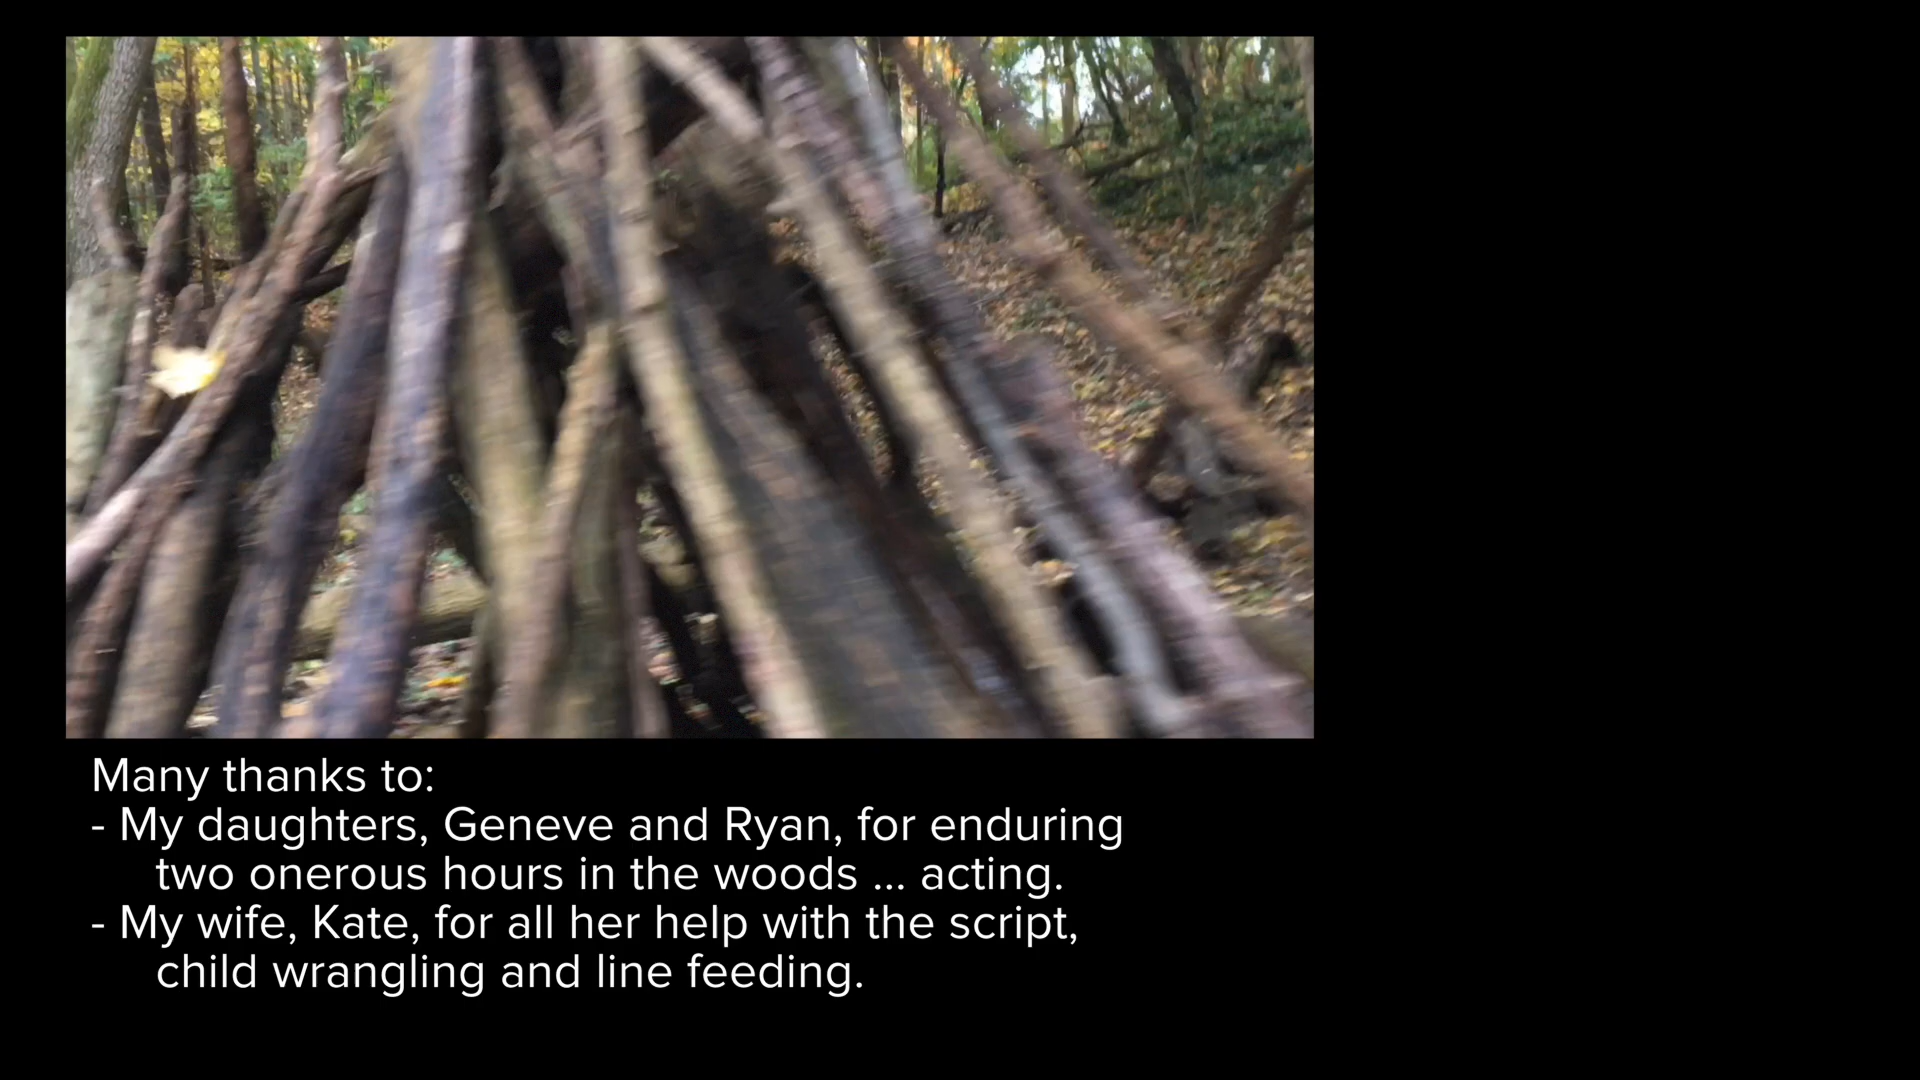 Many thanks to:
- My daughters, Geneve and Ryan, for enduring
two onerous hours in the woods ... acting.
- My wife, Kate, for all her help with the script,
child wrangling and line feeding.